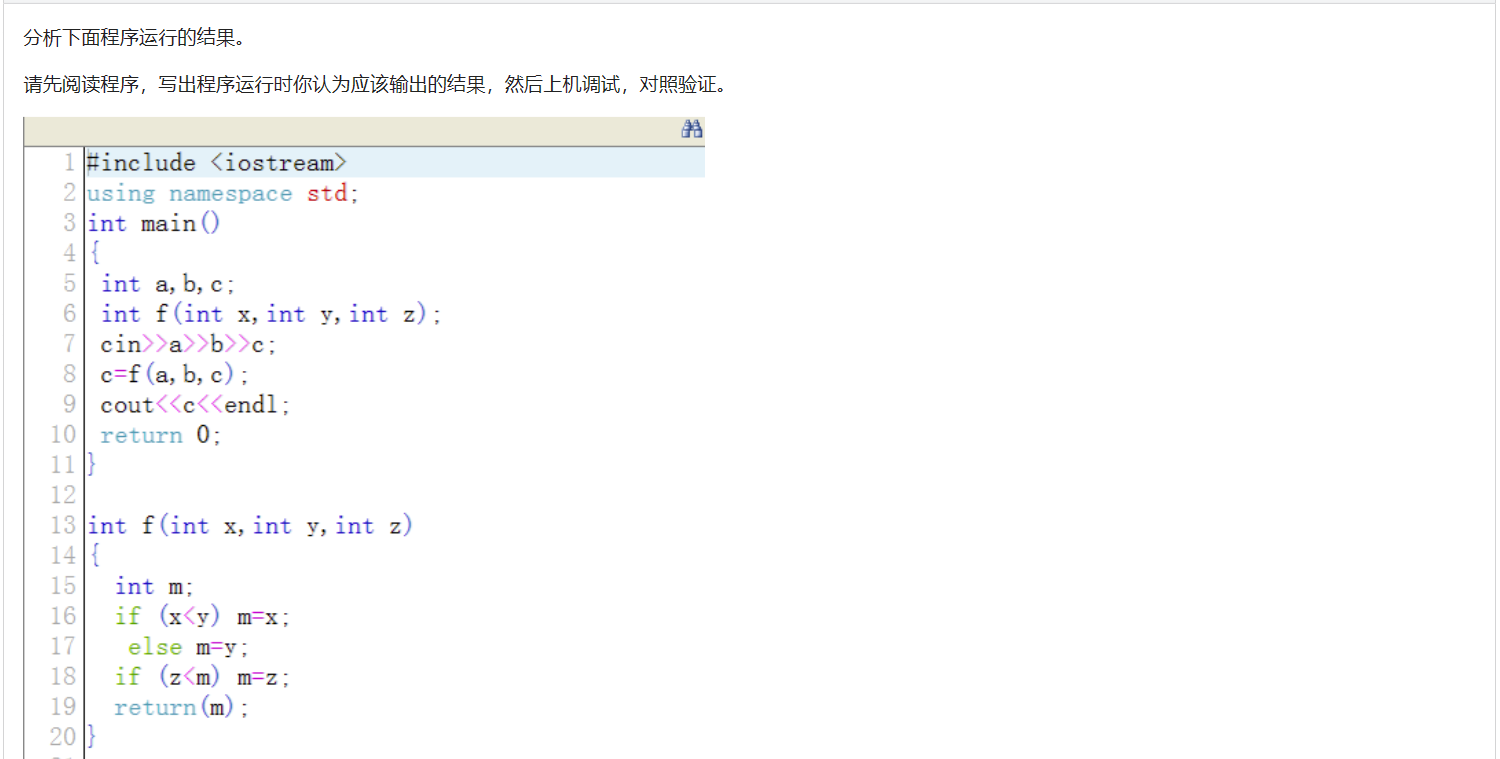 分析下面程序运行的结果。
请先阅读程序，写出程序运行时你认为应该输出的结果，然后上机调试，对照验证。
1 #include <iostream>
2 using namespace std;
3 int main()
4 {
5 int a,b,c;
6 int f(int x,int y,int z);
7 cin>>a>>b>>c;
8 c=f(a,b,c);
9 cout<<c<<endl;
10 return 0;
11 }
12
13 int f(int x,int y,int z)
14 {
15 int m;
16 if (x<y) m=x;
17 else m=y;
18 if (z<m) m=z;
19 return(m);
20 }